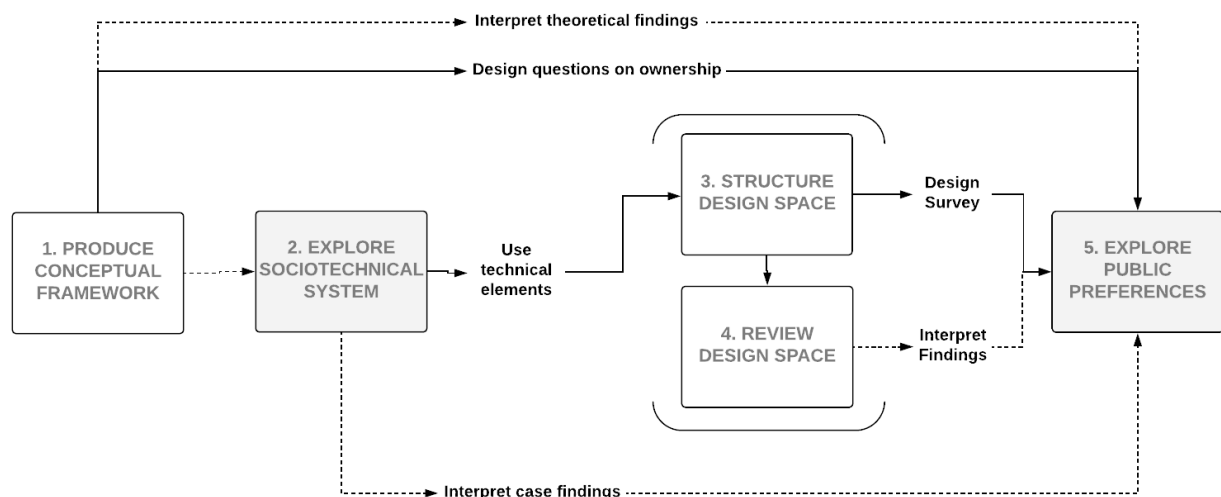 Interpret theoretical findings
Design questions on ownership
1. PRODUCE
CONCEPTUAL
FRAMEWORK
2. EXPLORE
SOCIOTECHNICAL
SYSTEM
Use
technical
elements
3. STRUCTURE
DESIGN SPACE
4. REVIEW
DESIGN SPACE
Design
Survey
Interpret
Findings
5. EXPLORE
PUBLIC
PREFERENCES
Interpret case findings